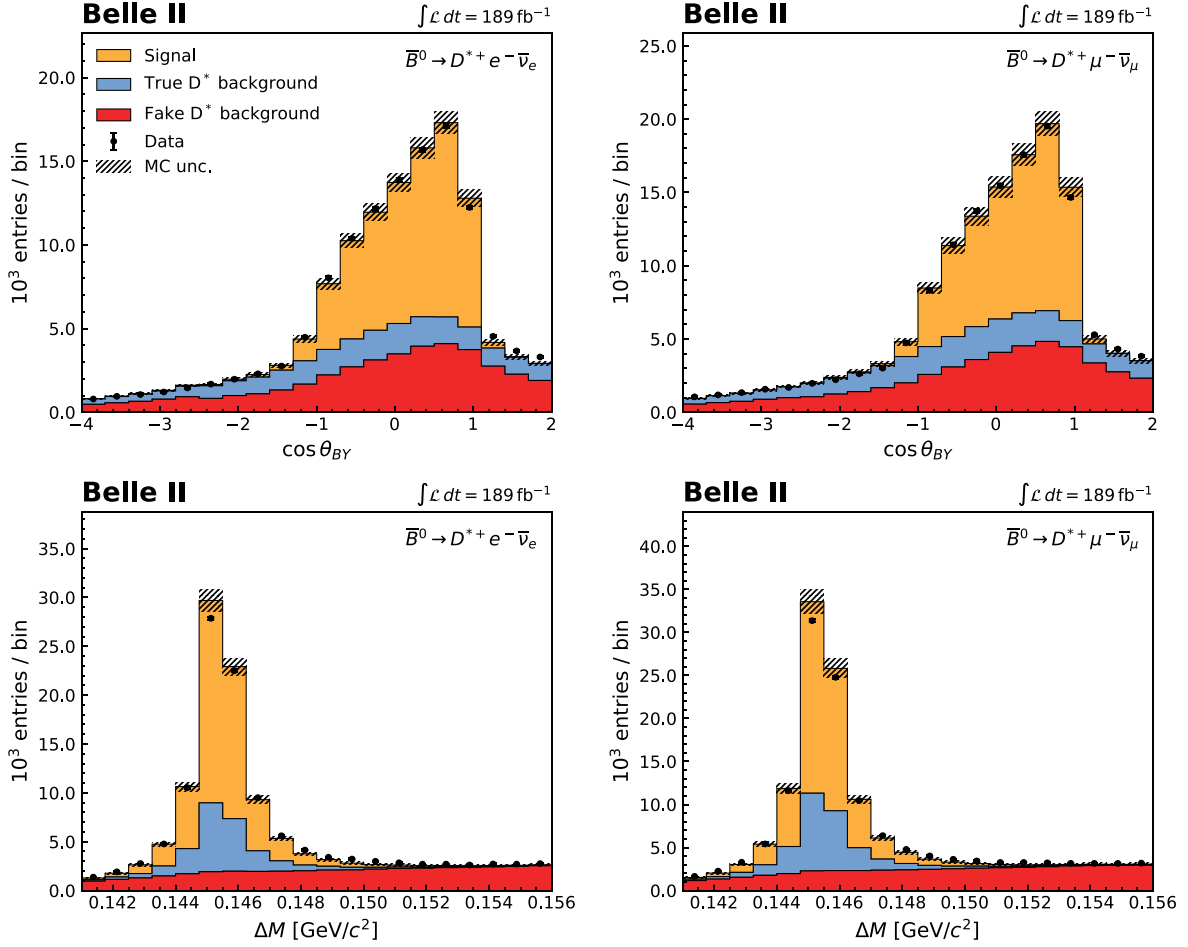 Belle II
∫ ℒ dt = 189 fb⁻¹
B̅⁰ → D*⁺ e⁻ ν̅ₑ
Signal
True D* background
Fake D* background
Data
MC unc.
10³ entries / bin
20.0
15.0
10.0
5.0
0.0
−4 −3 −2 −1 0 1 2
cos θ_BY
Belle II
∫ ℒ dt = 189 fb⁻¹
B̅⁰ → D*⁺ μ⁻ ν̅_μ
10³ entries / bin
25.0
20.0
15.0
10.0
5.0
0.0
−4 −3 −2 −1 0 1 2
cos θ_BY
Belle II
∫ ℒ dt = 189 fb⁻¹
B̅⁰ → D*⁺ e⁻ ν̅ₑ
10³ entries / bin
35.0
30.0
25.0
20.0
15.0
10.0
5.0
0.0
0.142 0.144 0.146 0.148 0.150 0.152 0.154 0.156
ΔM [GeV/c²]
Belle II
∫ ℒ dt = 189 fb⁻¹
B̅⁰ → D*⁺ μ⁻ ν̅_μ
10³ entries / bin
40.0
35.0
30.0
25.0
20.0
15.0
10.0
5.0
0.0
0.142 0.144 0.146 0.148 0.150 0.152 0.154 0.156
ΔM [GeV/c²]